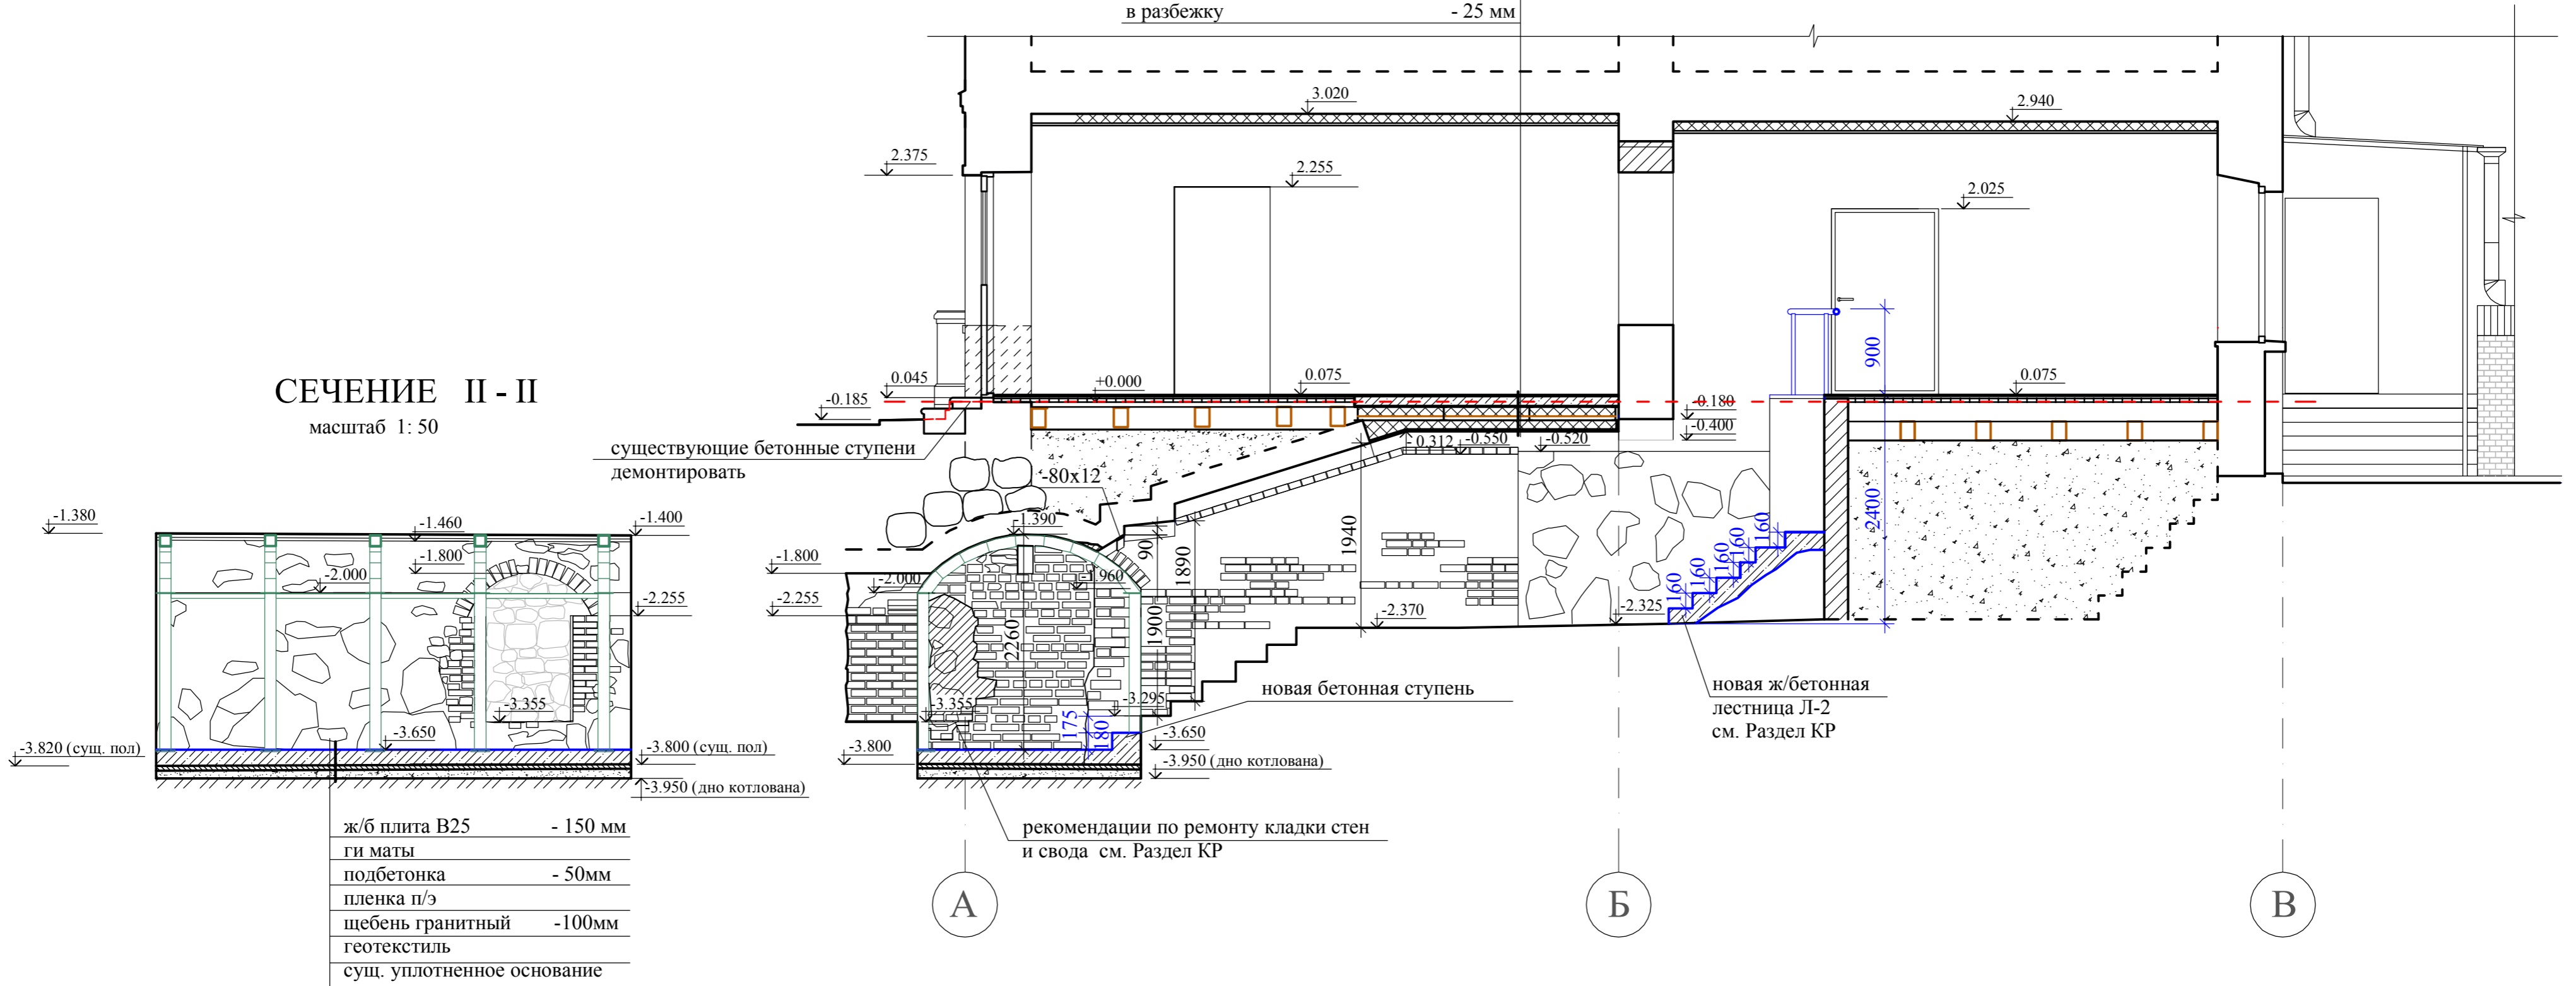 в разбежку - 25 мм
3.020
2.940
2.375
2.255
2.025
900
СЕЧЕНИЕ II - II
масштаб 1: 50
0.045
+0.000
0.075
0.075
-0.185
-0.180
-0.400
существующие бетонные ступени
демонтировать
- 0.312
-0.550
-0.520
-80х12
2400
-1.380
-1.460
-1.400
-1.390
-1.800
-1.800
-2.000
-2.000
-1.960
90
1890
1940
160
160
160
160
160
-2.255
-2.255
2260
1900
-2.370
-2.325
-3.355
-3.355
-3.295
175
180
новая бетонная ступень
новая ж/бетонная
лестница Л-2
см. Раздел КР
-3.820 (сущ. пол)
-3.650
-3.800 (сущ. пол)
-3.800
-3.650
-3.950 (дно котлована)
-3.950 (дно котлована)
ж/б плита В25 - 150 мм
ги маты
подбетонка - 50мм
пленка п/э
щебень гранитный -100мм
геотекстиль
сущ. уплотненное основание
рекомендации по ремонту кладки стен
и свода см. Раздел КР
А
Б
В